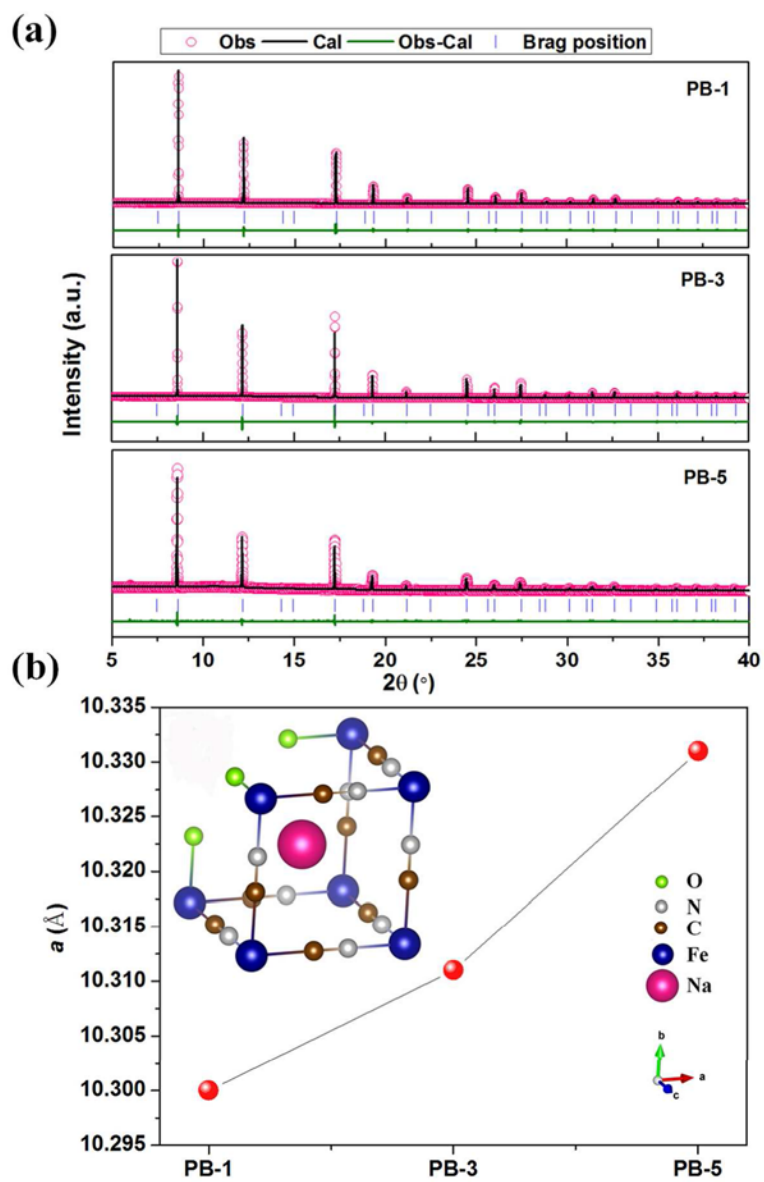 (a)
Obs Cal Obs-Cal Brag position
PB-1
PB-3
PB-5
Intensity (a.u.)
5 10 15 20 25 30 35 40
2θ (°)
(b)
10.335
10.330
10.325
10.320
10.315
10.310
10.305
10.300
10.295
a (Å)
O
N
C
Fe
Na
b
a
c
PB-1 PB-3 PB-5